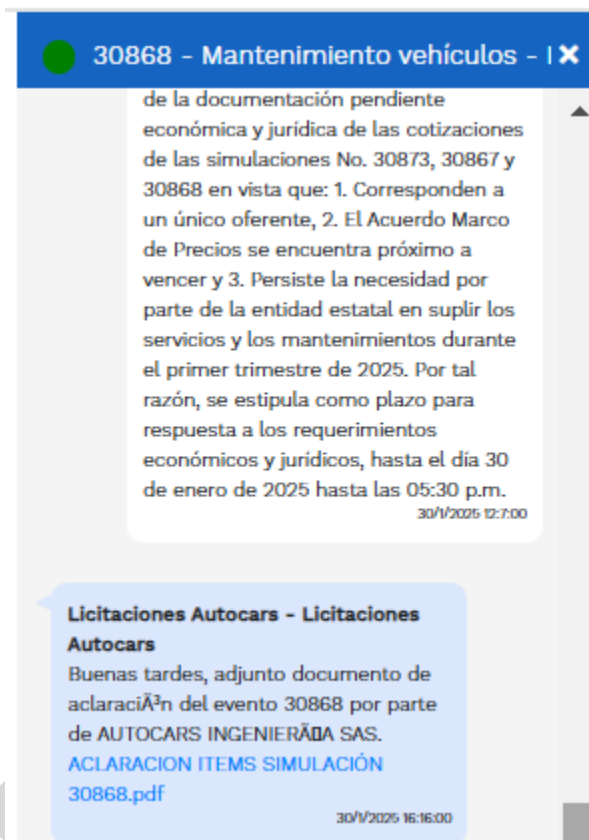 30868 - Mantenimiento vehículos - I ✖
de la documentación pendiente
económica y jurídica de las cotizaciones
de las simulaciones No. 30873, 30867 y
30868 en vista que: 1. Corresponden a
un único oferente, 2. El Acuerdo Marco
de Precios se encuentra próximo a
vencer y 3. Persiste la necesidad por
parte de la entidad estatal en suplir los
servicios y los mantenimientos durante
el primer trimestre de 2025. Por tal
razón, se estipula como plazo para
respuesta a los requerimientos
económicos y jurídicos, hasta el día 30
de enero de 2025 hasta las 05:30 p.m.
30/1/2025 12:7:00
Licitaciones Autocars - Licitaciones
Autocars
Buenas tardes, adjunto documento de
aclaraciÃ³n del evento 30868 por parte
de AUTOCARS INGENIERÃ▯A SAS.
ACLARACION ITEMS SIMULACIÓN
30868.pdf
30/1/2025 16:16:00